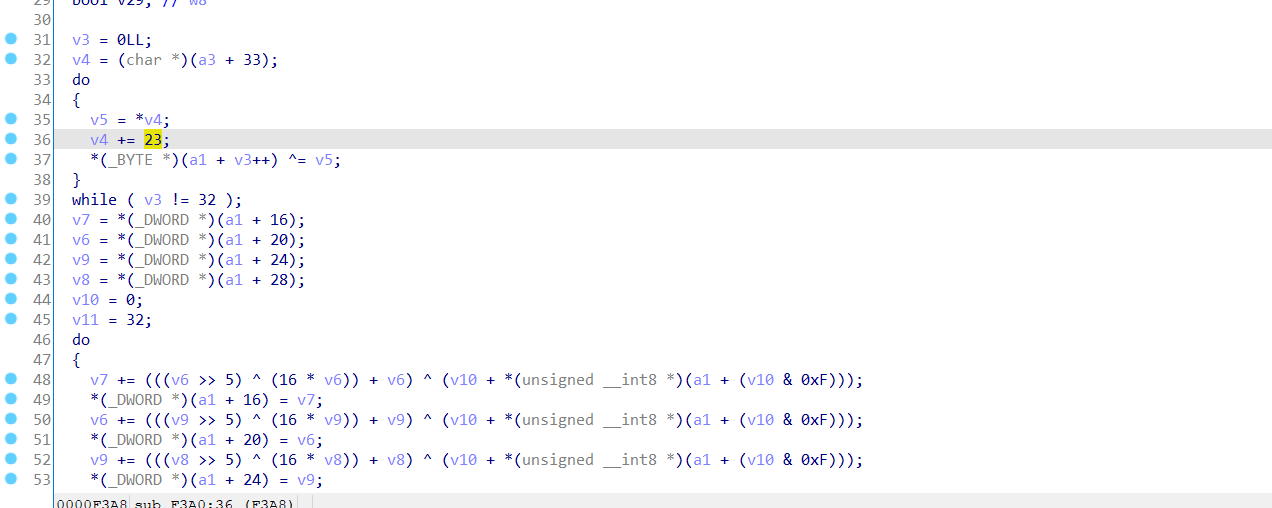 29 bool v29; // w8
30
31 v3 = 0LL;
32 v4 = (char *)(a3 + 33);
33 do
34 {
35 v5 = *v4;
36 v4 += 23;
37 *(_BYTE *)(a1 + v3++) ^= v5;
38 }
39 while ( v3 != 32 );
40 v7 = *(_DWORD *)(a1 + 16);
41 v6 = *(_DWORD *)(a1 + 20);
42 v9 = *(_DWORD *)(a1 + 24);
43 v8 = *(_DWORD *)(a1 + 28);
44 v10 = 0;
45 v11 = 32;
46 do
47 {
48 v7 += (((v6 >> 5) ^ (16 * v6)) + v6) ^ (v10 + *(unsigned __int8 *)(a1 + (v10 & 0xF)));
49 *(_DWORD *)(a1 + 16) = v7;
50 v6 += (((v9 >> 5) ^ (16 * v9)) + v9) ^ (v10 + *(unsigned __int8 *)(a1 + (v10 & 0xF)));
51 *(_DWORD *)(a1 + 20) = v6;
52 v9 += (((v8 >> 5) ^ (16 * v8)) + v8) ^ (v10 + *(unsigned __int8 *)(a1 + (v10 & 0xF)));
53 *(_DWORD *)(a1 + 24) = v9;
0000F3A8 sub_F3A0:36 (F3A8)